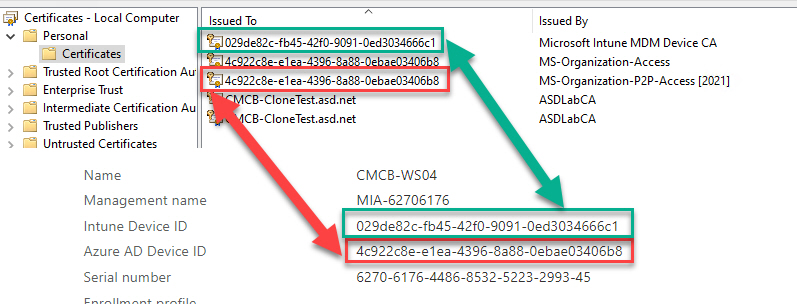 Certificates - Local Computer
Personal
Certificates
Trusted Root Certification Au
Enterprise Trust
Intermediate Certification Au
Trusted Publishers
Untrusted Certificates
Issued To Issued By
029de82c-fb45-42f0-9091-0ed3034666c1 Microsoft Intune MDM Device CA
4c922c8e-e1ea-4396-8a88-0ebae03406b8 MS-Organization-Access
4c922c8e-e1ea-4396-8a88-0ebae03406b8 MS-Organization-P2P-Access [2021]
CMCB-CloneTest.asd.net ASDLabCA
CMCB-CloneTest.asd.net ASDLabCA
Name CMCB-WS04
Management name MIA-62706176
Intune Device ID 029de82c-fb45-42f0-9091-0ed3034666c1
Azure AD Device ID 4c922c8e-e1ea-4396-8a88-0ebae03406b8
Serial number 6270-6176-4486-8532-5223-2993-45
Enrollment profile